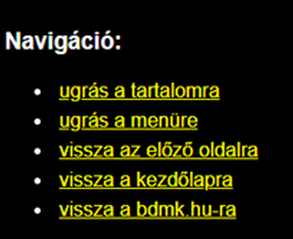 Navigáció:
ugrás a tartalomra
ugrás a menüre
vissza az előző oldalra
vissza a kezdőlapra
vissza a bdmk.hu-ra